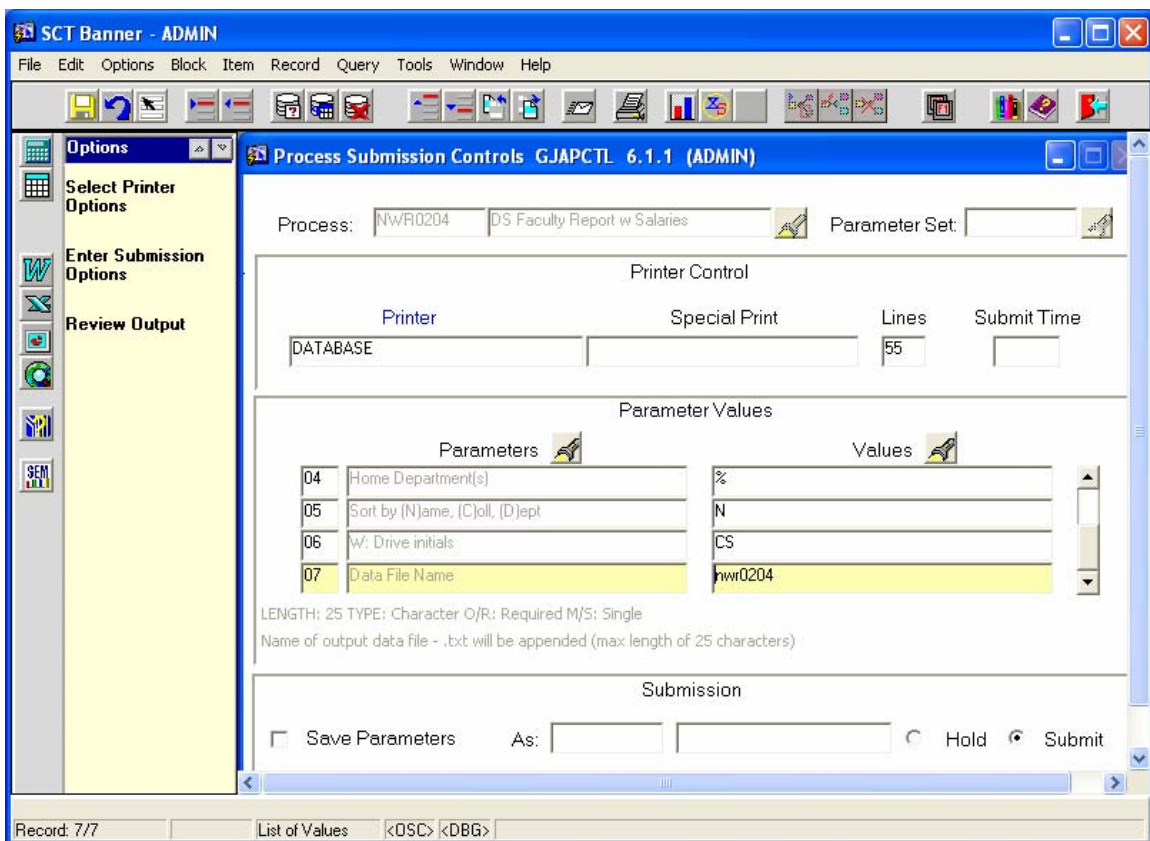 SCT Banner - ADMIN
File Edit Options Block Item Record Query Tools Window Help
Options
Select Printer
Options
Enter Submission
Options
Review Output
Process Submission Controls GJAPCTL 6.1.1 (ADMIN)
Process: NWR0204 DS Faculty Report w Salaries Parameter Set:
Printer Control
Printer Special Print Lines Submit Time
DATABASE 55
Parameter Values
Parameters Values
04 Home Department(s) %
05 Sort by (N)ame, (C)oll, (D)ept N
06 W: Drive initials CS
07 Data File Name nwr0204
LENGTH: 25 TYPE: Character O/R: Required M/S: Single
Name of output data file - .txt will be appended (max length of 25 characters)
Submission
Save Parameters As: Hold Submit
Record: 7/7 List of Values <OSC> <DBG>